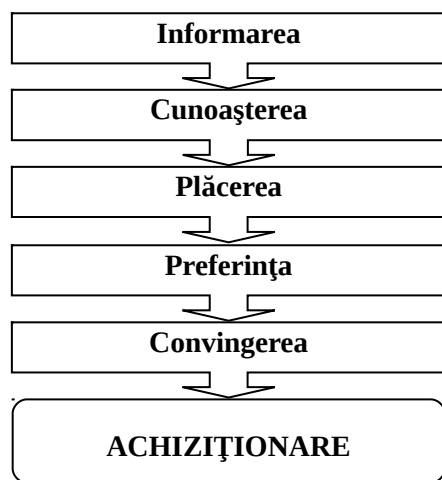 Informarea
Cunoaşterea
Plăcerea
Preferinţa
Convingerea
ACHIZIŢIONARE